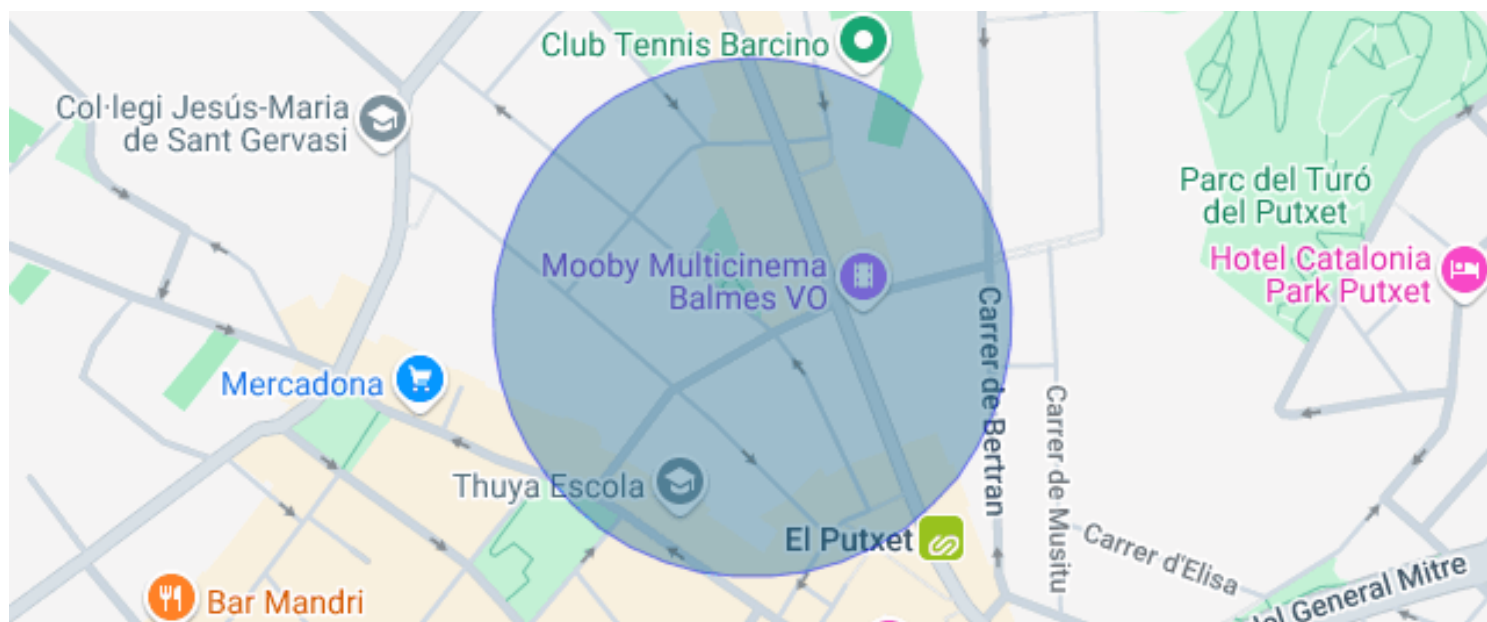 Club Tennis Barcino
Col·legi Jesús-Maria
de Sant Gervasi
Parc del Turó
del Putxet
Hotel Catalonia
Park Putxet
Mooby Multicinema
Balmes VO
Carrer de Bertran
Mercadona
Carrer de Musitu
Thuya Escola
El Putxet
Carrer d'Elisa
del General Mitre
Bar Mandri